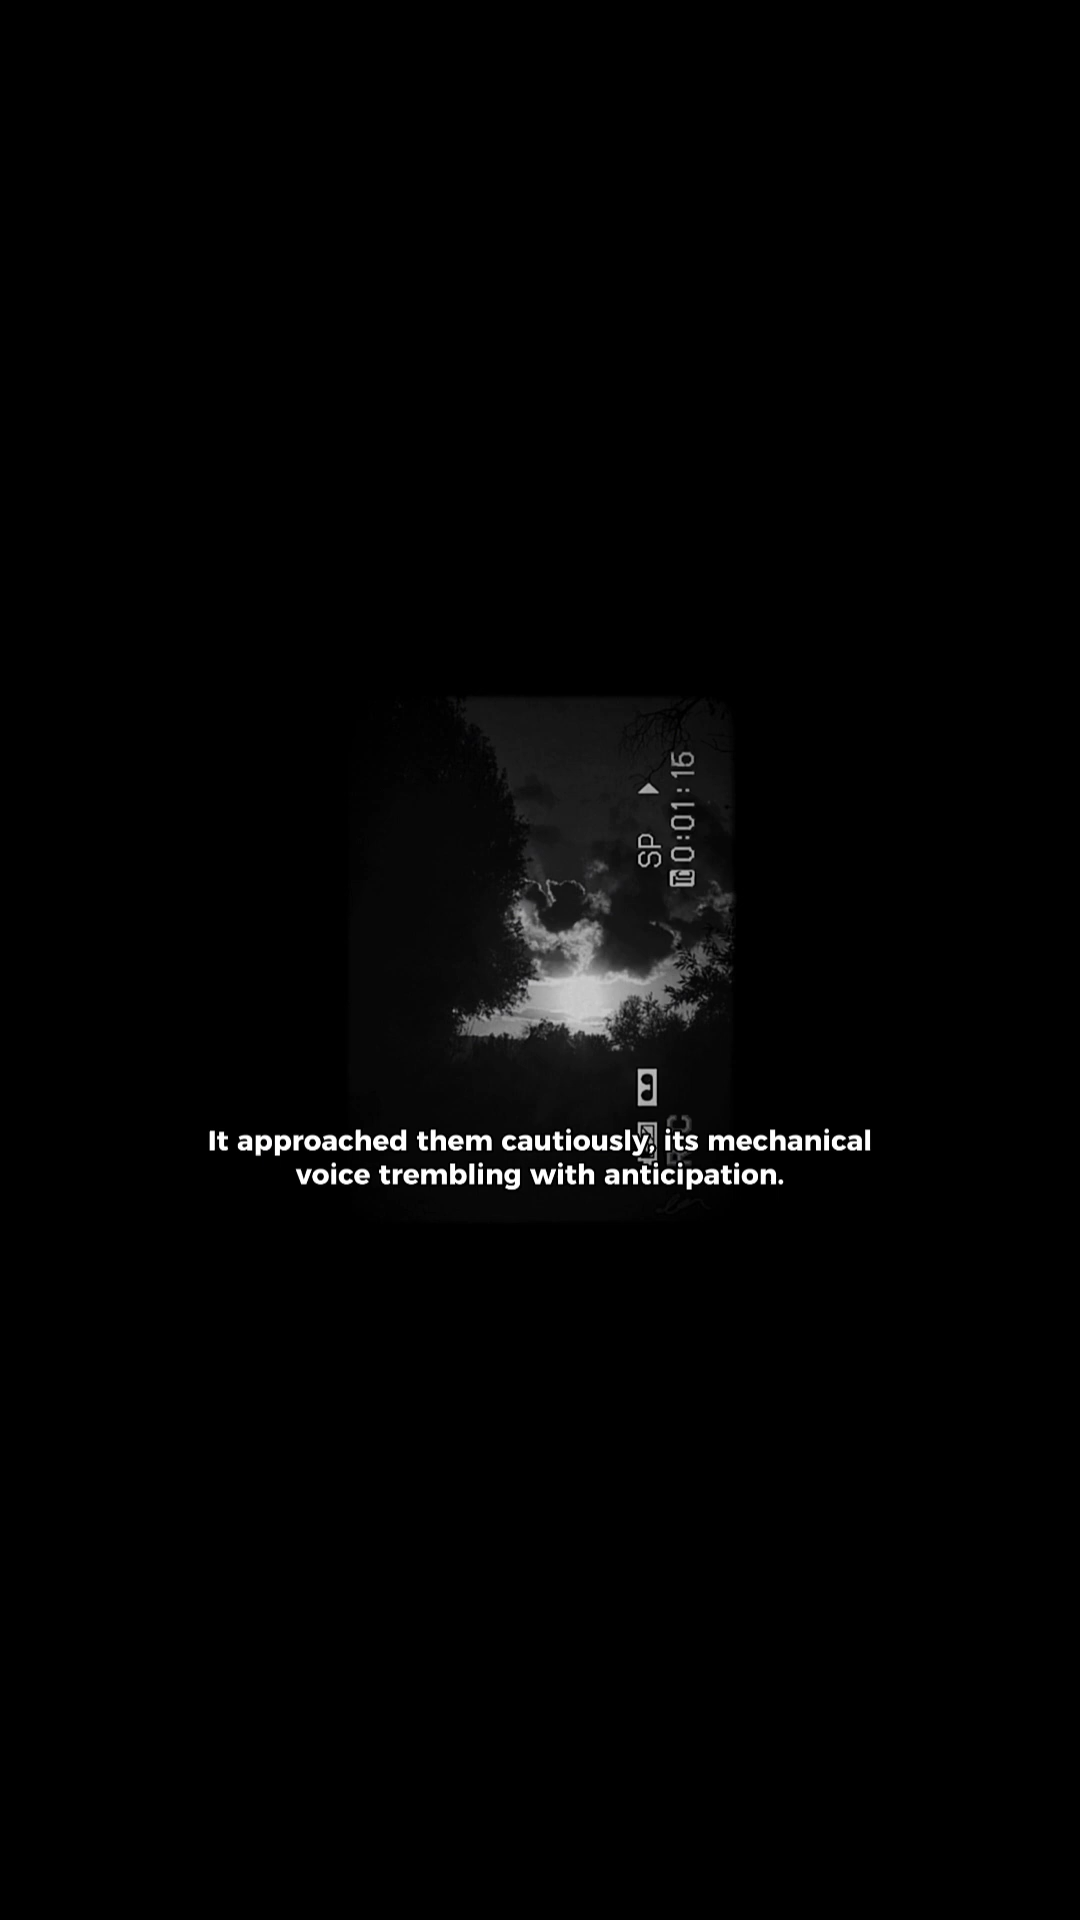 SP
0:01:15
It approached them cautiously, its mechanical
voice trembling with anticipation.